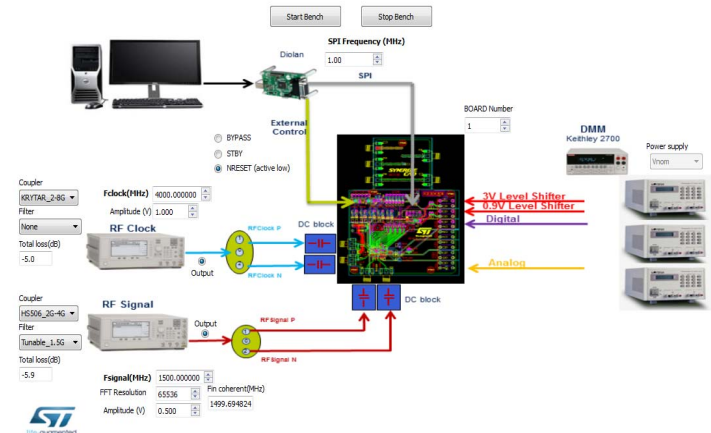 Start Bench
Stop Bench
SPI Frequency (MHz)
Diolan
1.00
SPI
BOARD Number
1
External
Control
BYPASS
STBY
NRESET (active low)
DMM
Keithley 2700
Power supply
Vnom
3V Level Shifter
0.9V Level Shifter
Digital
Analog
Coupler
KRYTAR_2-8G
Filter
None
Total loss(dB)
-5.0
Fclock(MHz) 4000.000000
Amplitude (V) 1.000
RF Clock
Output
RFClock P
RFClock N
DC block
DC block
Coupler
HS506_2G-4G
Filter
Tunable_1.5G
Total loss(dB)
-5.9
RF Signal
Output
RFSignal P
RFSignal N
Fsignal(MHz) 1500.000000
FFT Resolution 65536
Fin coherent(MHz)
1499.694824
Amplitude (V) 0.500